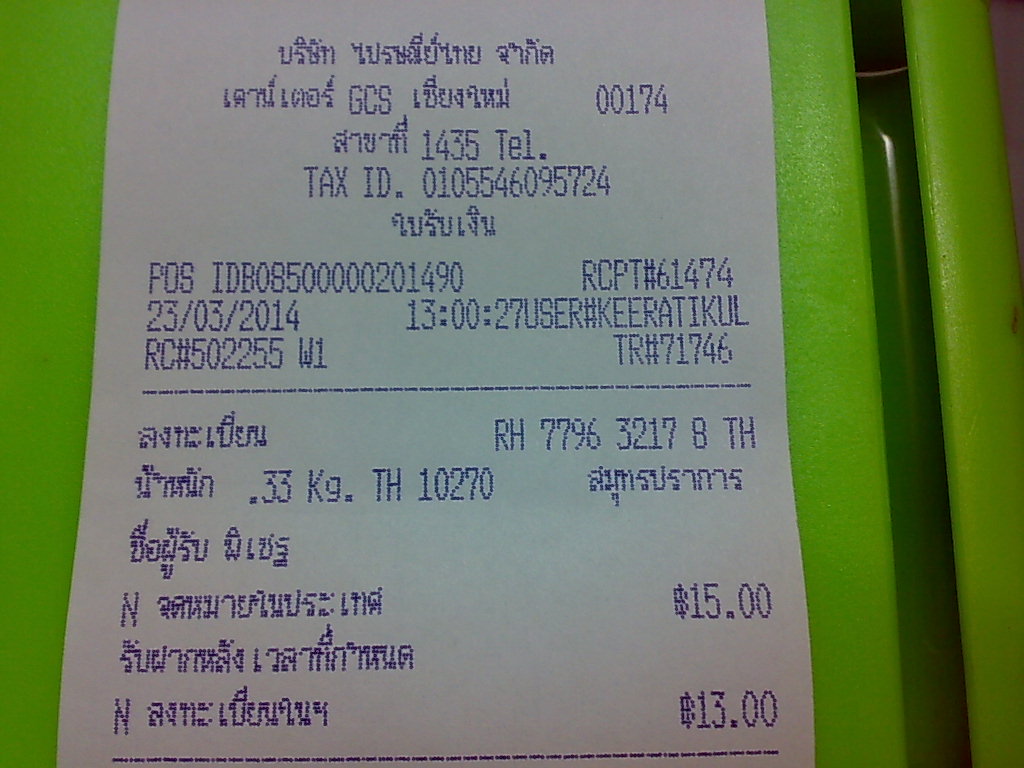 บริษัท ไปรษณีย์ไทย จำกัด
เคาน์เตอร์ GCS เชียงใหม่ 00174
สาขาที่ 1435 Tel.
TAX ID. 0105546095724
ใบรับเงิน
POS IDB08500000201490 RCPT#61474
23/03/2014 13:00:27USER#KEERATIKUL
RC#502255 W1 TR#71746
ลงทะเบียน RH 7796 3217 8 TH
น้ำหนัก .33 Kg. TH 10270 สมุทรปราการ
ชื่อผู้รับ พิเชฐ
N จดหมายในประเทศ ฿15.00
รับฝากหลังเวลาที่กำหนด
N ลงทะเบียนในฯ ฿13.00